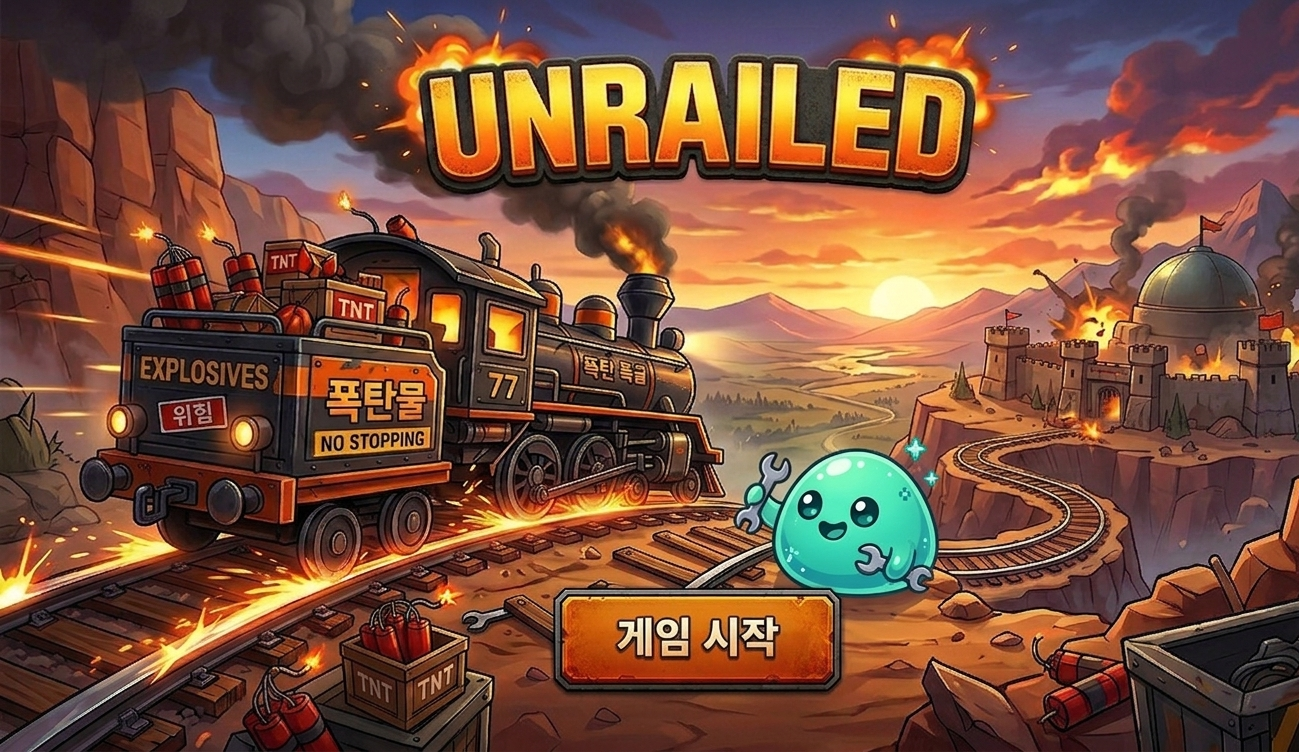 UNRAILED
TNT
TNT
EXPLOSIVES
위험
폭탄물
NO STOPPING
77
폭탄 특급
게임 시작
TNT
TNT